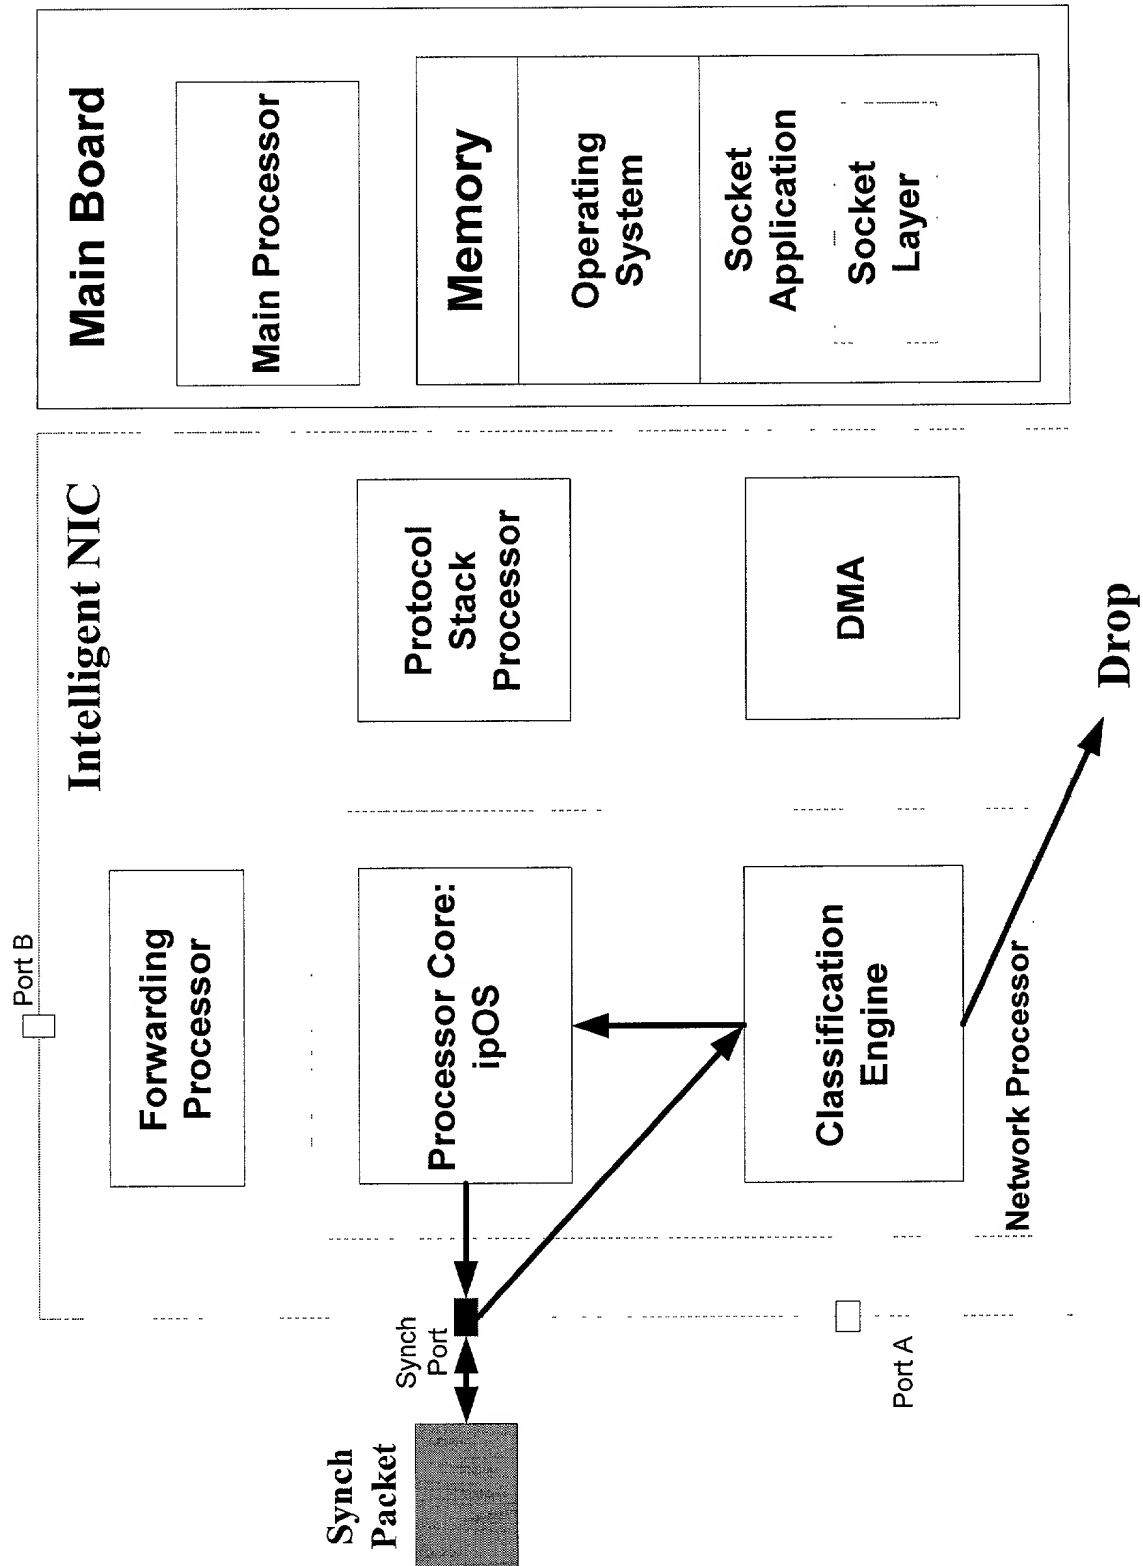 Main Board
Main Processor
Memory
Operating
System
Socket
Application
Socket
Layer
Intelligent NIC
Protocol
Stack
Processor
DMA
Port B
Forwarding
Processor
Processor Core:
ipOS
Classification
Engine
Network Processor
Drop
Synch
Port
Port A
Synch
Packet